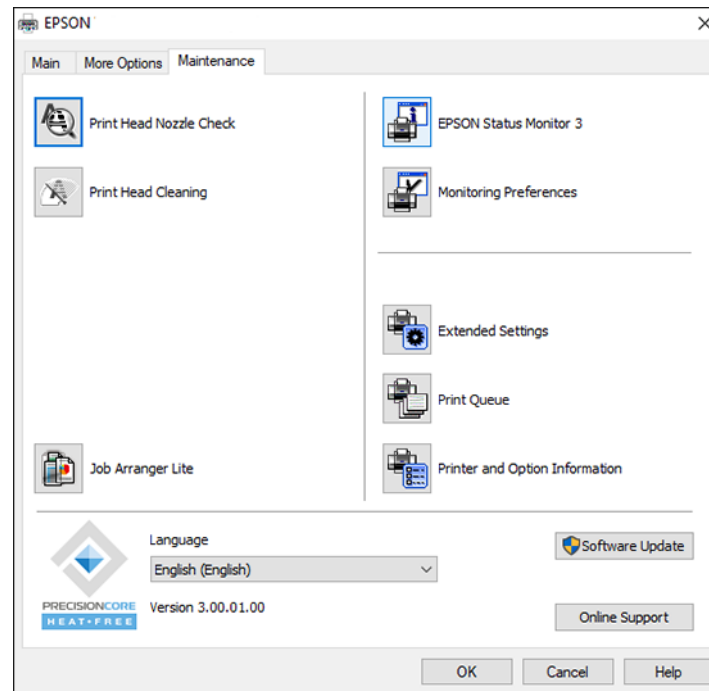 EPSON
Main More Options Maintenance
Print Head Nozzle Check
EPSON Status Monitor 3
Print Head Cleaning
Monitoring Preferences
Extended Settings
Print Queue
Job Arranger Lite
Printer and Option Information
Language
English (English)
Software Update
PRECISIONCORE
HEAT-FREE
Version 3.00.01.00
Online Support
OK Cancel Help